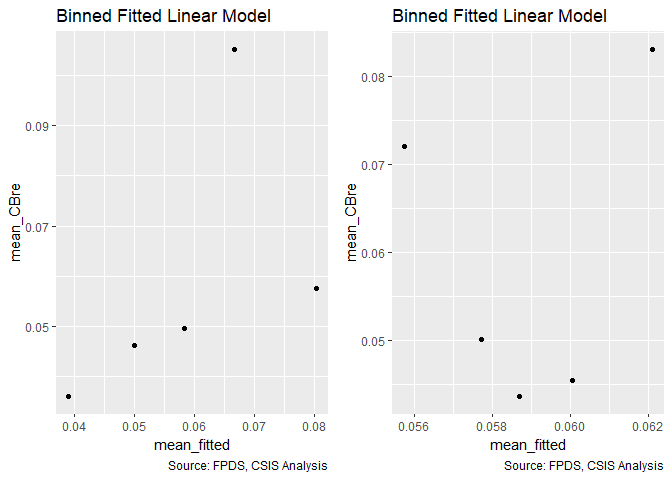 Binned Fitted Linear Model
mean_CBre
0.09
0.07
0.05
0.04
0.05
0.06
0.07
0.08
mean_fitted
Source: FPDS, CSIS Analysis
Binned Fitted Linear Model
mean_CBre
0.08
0.07
0.06
0.05
0.056
0.058
0.060
0.062
mean_fitted
Source: FPDS, CSIS Analysis